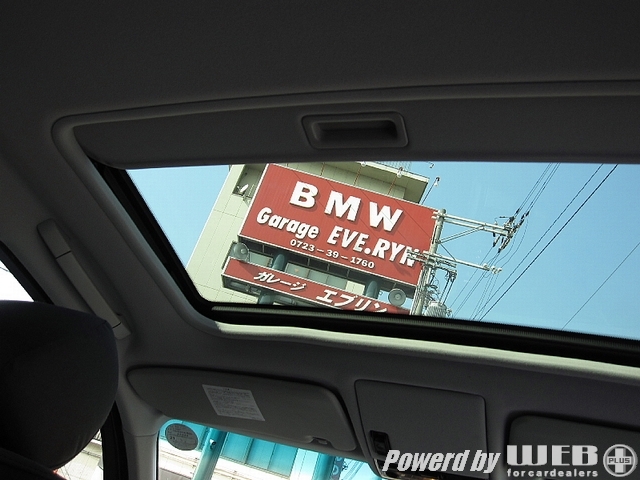 BMW
Garage EVE.RYN
0723-39-1760
ガレージ エブリン
Powerd by WEB PLUS
forcardealers